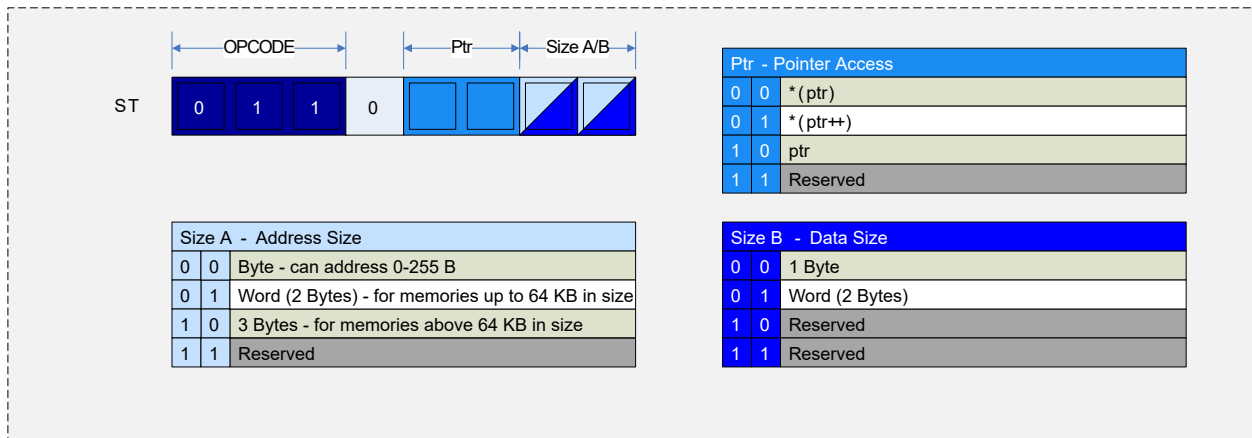 OPCODE Ptr Size A/B
ST 0 1 1 0
Ptr - Pointer Access
0 0 *(ptr)
0 1 *(ptr++)
1 0 ptr
1 1 Reserved
Size A - Address Size
0 0 Byte - can address 0-255 B
0 1 Word (2 Bytes) - for memories up to 64 KB in size
1 0 3 Bytes - for memories above 64 KB in size
1 1 Reserved
Size B - Data Size
0 0 1 Byte
0 1 Word (2 Bytes)
1 0 Reserved
1 1 Reserved